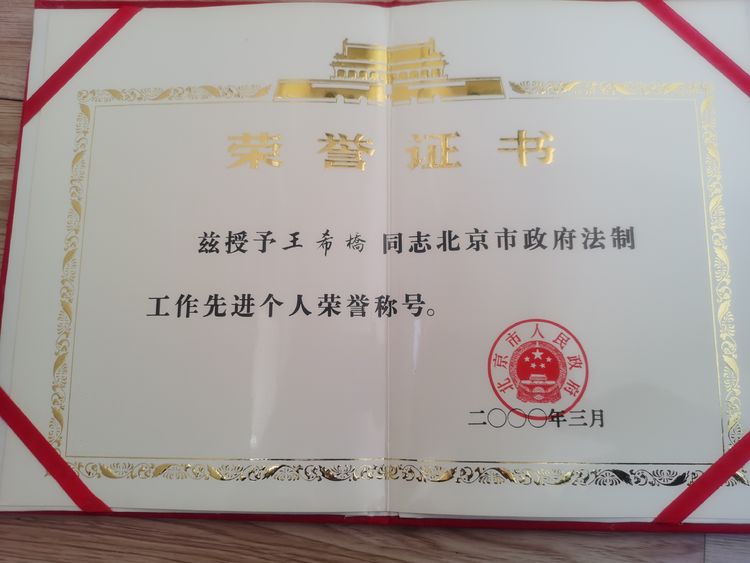 荣誉证书
兹授予王希橋同志北京市政府法制
工作先进个人荣誉称号。
北京市人民政府
二〇〇〇年三月